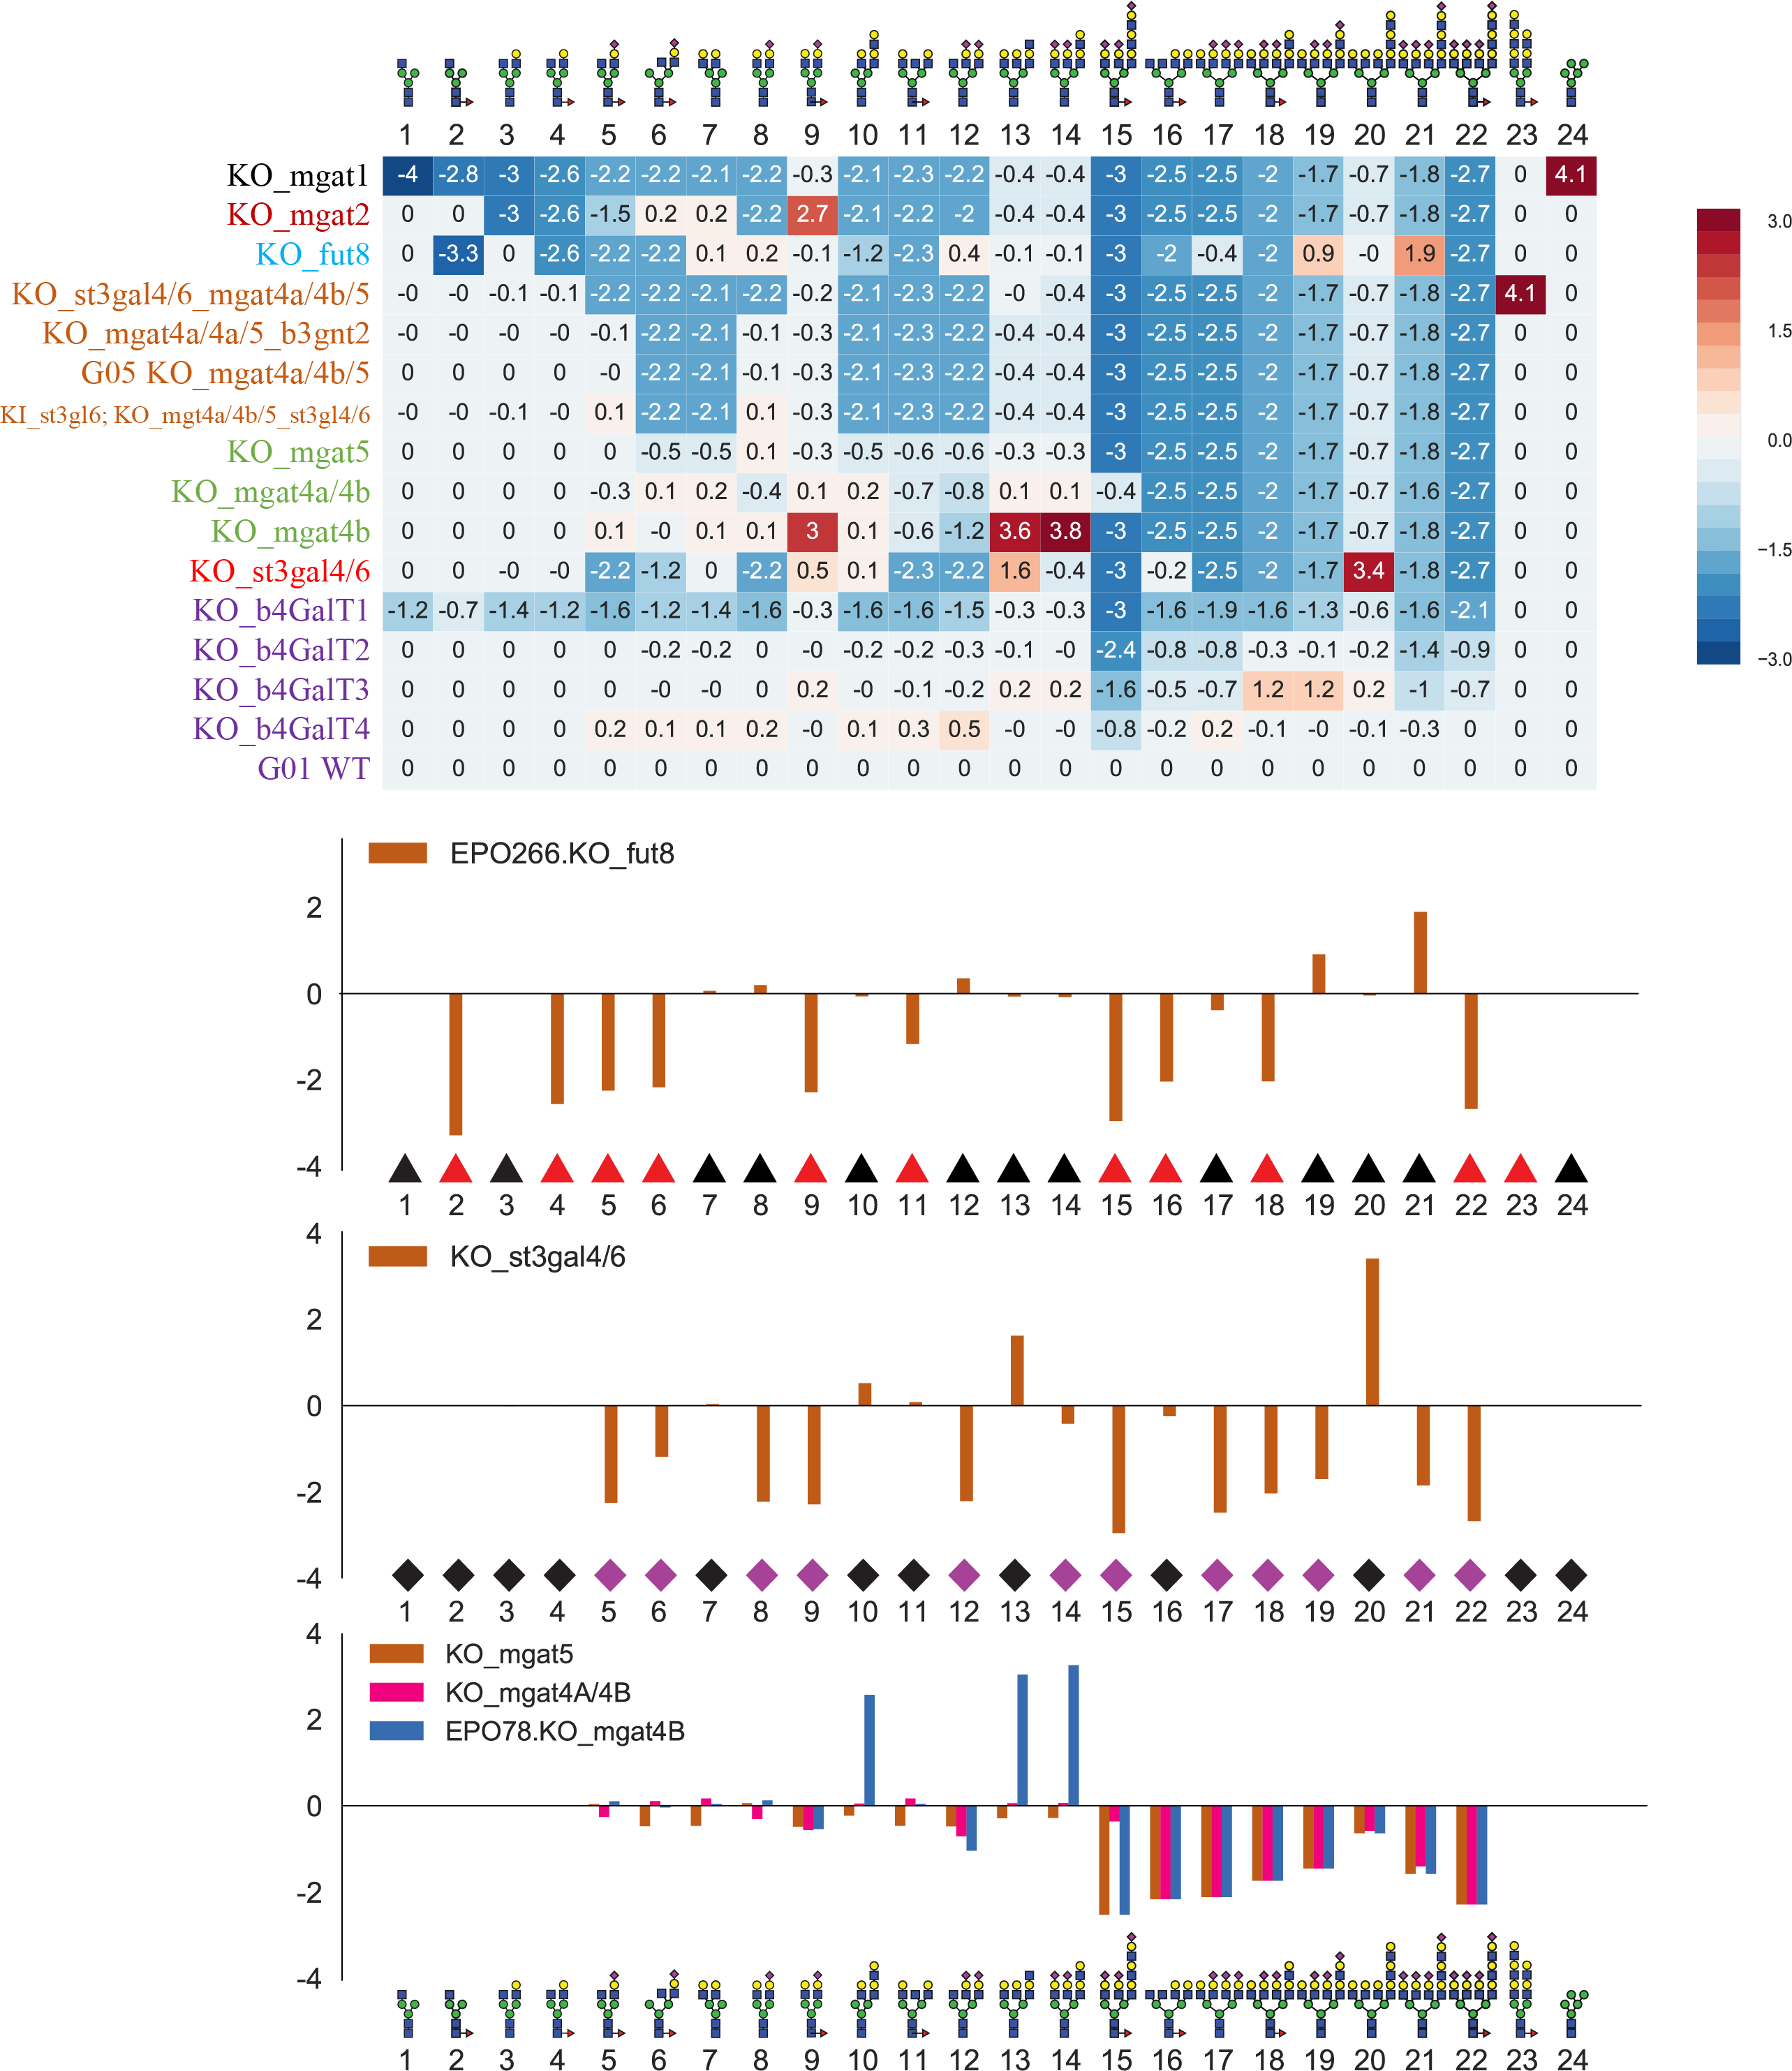 1 2 3 4 5 6 7 8 9 10 11 12 13 14 15 16 17 18 19 20 21 22 23 24
KO_mgat1 -4 -2.8 -3 -2.6 -2.2 -2.2 -2.1 -2.2 -0.3 -2.1 -2.3 -2.2 -0.4 -0.4 -3 -2.5 -2.5 -2 -1.7 -0.7 -1.8 -2.7 0 4.1
KO_mgat2 0 0 -3 -2.6 -1.5 0.2 0.2 -2.2 2.7 -2.1 -2.2 -2 -0.4 -0.4 -3 -2.5 -2.5 -2 -1.7 -0.7 -1.8 -2.7 0 0
KO_fut8 0 -3.3 0 -2.6 -2.2 -2.2 0.1 0.2 -0.1 -1.2 -2.3 0.4 -0.1 -0.1 -3 -2 -0.4 -2 0.9 -0 1.9 -2.7 0 0
KO_st3gal4/6_mgat4a/4b/5 -0 -0 -0.1 -0.1 -2.2 -2.2 -2.1 -2.2 -0.2 -2.1 -2.3 -2.2 -0 -0.4 -3 -2.5 -2.5 -2 -1.7 -0.7 -1.8 -2.7 4.1 0
KO_mgat4a/4a/5_b3gnt2 -0 -0 -0 -0 -0.1 -2.2 -2.1 -0.1 -0.3 -2.1 -2.3 -2.2 -0.4 -0.4 -3 -2.5 -2.5 -2 -1.7 -0.7 -1.8 -2.7 0 0
G05 KO_mgat4a/4b/5 0 0 0 0 -0 -2.2 -2.1 -0.1 -0.3 -2.1 -2.3 -2.2 -0.4 -0.4 -3 -2.5 -2.5 -2 -1.7 -0.7 -1.8 -2.7 0 0
KI_st3gl6; KO_mgt4a/4b/5_st3gl4/6 -0 -0 -0.1 -0 0.1 -2.2 -2.1 0.1 -0.3 -2.1 -2.3 -2.2 -0.4 -0.4 -3 -2.5 -2.5 -2 -1.7 -0.7 -1.8 -2.7 0 0
KO_mgat5 0 0 0 0 0 -0.5 -0.5 0.1 -0.3 -0.5 -0.6 -0.6 -0.3 -0.3 -3 -2.5 -2.5 -2 -1.7 -0.7 -1.8 -2.7 0 0
KO_mgat4a/4b 0 0 0 0 -0.3 0.1 0.2 -0.4 0.1 0.2 -0.7 -0.8 0.1 0.1 -0.4 -2.5 -2.5 -2 -1.7 -0.7 -1.6 -2.7 0 0
KO_mgat4b 0 0 0 0 0.1 -0 0.1 0.1 3 0.1 -0.6 -1.2 3.6 3.8 -3 -2.5 -2.5 -2 -1.7 -0.7 -1.8 -2.7 0 0
KO_st3gal4/6 0 0 -0 -0 -2.2 -1.2 0 -2.2 0.5 0.1 -2.3 -2.2 1.6 -0.4 -3 -0.2 -2.5 -2 -1.7 3.4 -1.8 -2.7 0 0
KO_b4GalT1 -1.2 -0.7 -1.4 -1.2 -1.6 -1.2 -1.4 -1.6 -0.3 -1.6 -1.6 -1.5 -0.3 -0.3 -3 -1.6 -1.9 -1.6 -1.3 -0.6 -1.6 -2.1 0 0
KO_b4GalT2 0 0 0 0 0 -0.2 -0.2 0 -0 -0.2 -0.2 -0.3 -0.1 -0 -2.4 -0.8 -0.8 -0.3 -0.1 -0.2 -1.4 -0.9 0 0
KO_b4GalT3 0 0 0 0 0 -0 -0 0 0.2 -0 -0.1 -0.2 0.2 0.2 -1.6 -0.5 -0.7 1.2 1.2 0.2 -1 -0.7 0 0
KO_b4GalT4 0 0 0 0 0.2 0.1 0.1 0.2 -0 0.1 0.3 0.5 -0 -0 -0.8 -0.2 0.2 -0.1 -0 -0.1 -0.3 0 0 0
G01 WT 0 0 0 0 0 0 0 0 0 0 0 0 0 0 0 0 0 0 0 0 0 0 0 0
3.0
1.5
0.0
−1.5
−3.0
EPO266.KO_fut8
2
0
-2
-4
1 2 3 4 5 6 7 8 9 10 11 12 13 14 15 16 17 18 19 20 21 22 23 24
4
KO_st3gal4/6
2
0
-2
-4
1 2 3 4 5 6 7 8 9 10 11 12 13 14 15 16 17 18 19 20 21 22 23 24
4
KO_mgat5
KO_mgat4A/4B
2
EPO78.KO_mgat4B
0
-2
-4
1 2 3 4 5 6 7 8 9 10 11 12 13 14 15 16 17 18 19 20 21 22 23 24